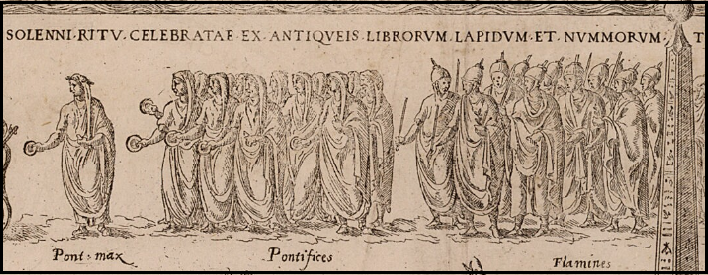 SOLENNI·RITV·CELEBRATAE·EX·ANTIQVEIS·LIBRORVM·LAPIDVM·ET·NVMMORVM· T
Pont·max
Pontifices
Flamines